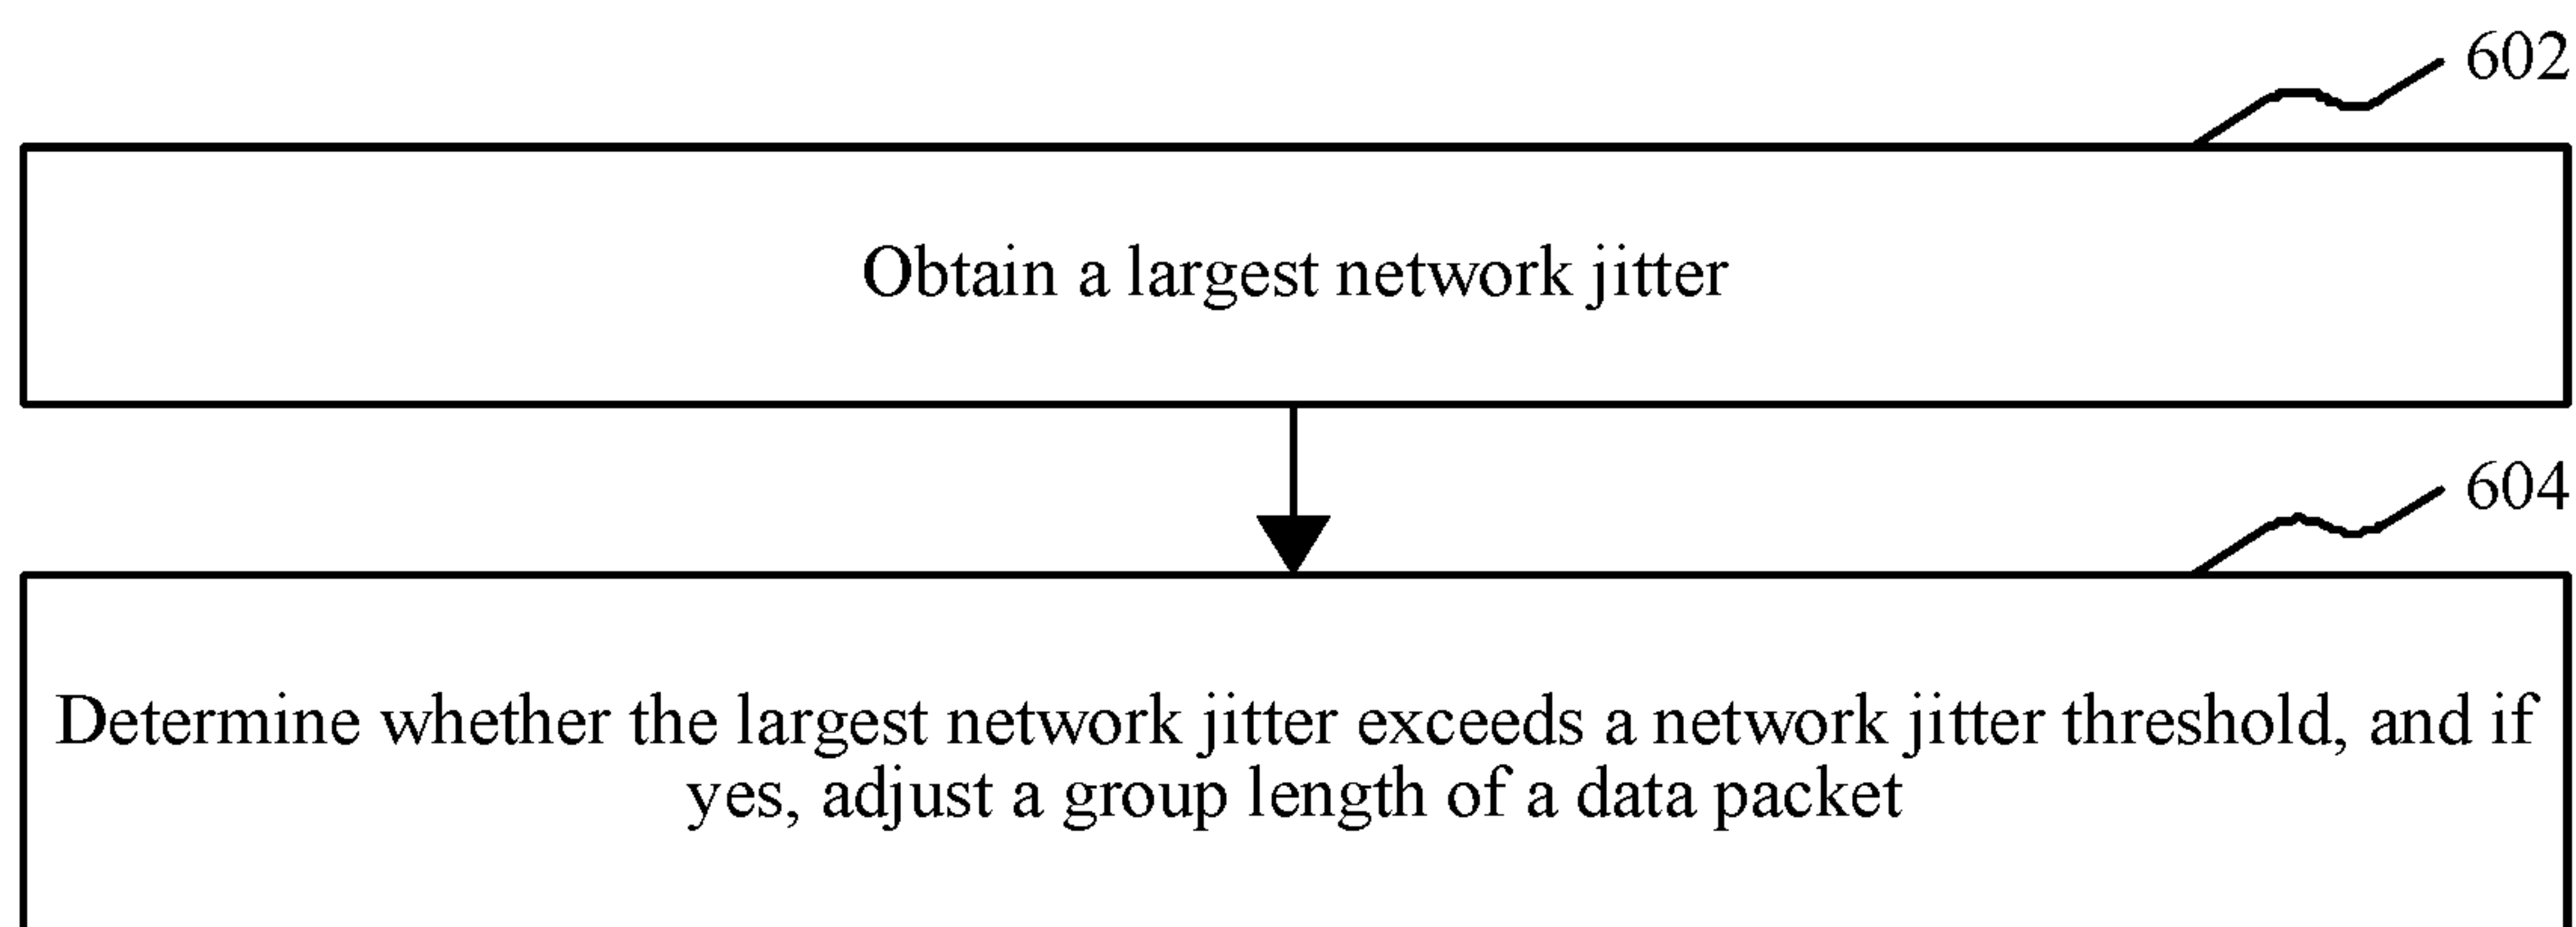 602
Obtain a largest network jitter
604
Determine whether the largest network jitter exceeds a network jitter threshold, and if
yes, adjust a group length of a data packet